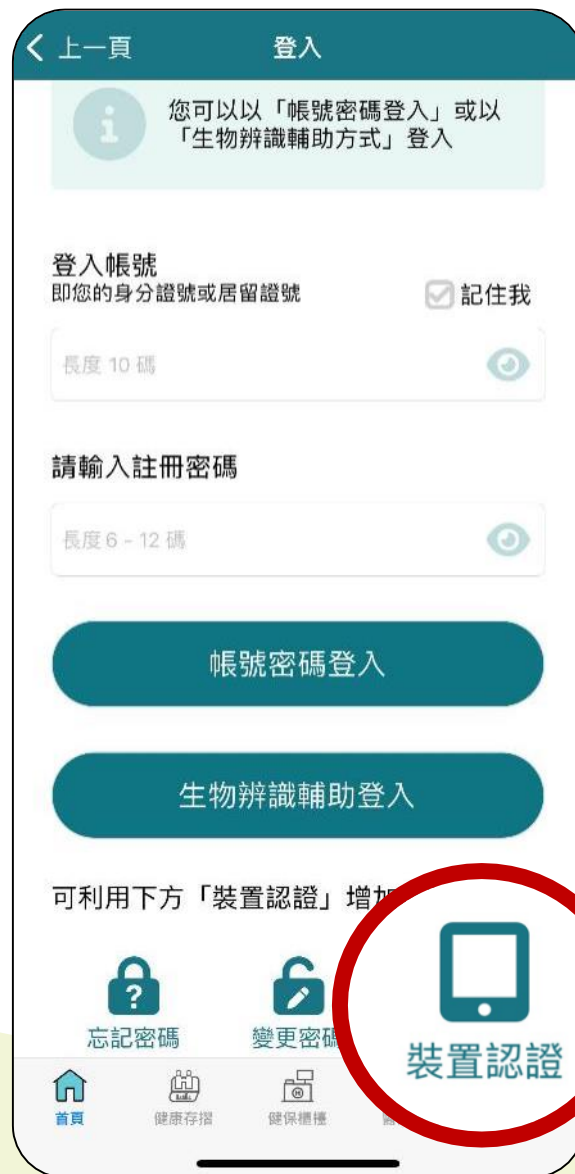 上一頁
登入
您可以以「帳號密碼登入」或以
「生物辨識輔助方式」登入
登入帳號
即您的身分證號或居留證號
記住我
長度 10 碼
請輸入註冊密碼
長度 6 - 12 碼
帳號密碼登入
生物辨識輔助登入
可利用下方「裝置認證」增加
忘記密碼
變更密碼
裝置認證
首頁
健康存摺
健保櫃檯